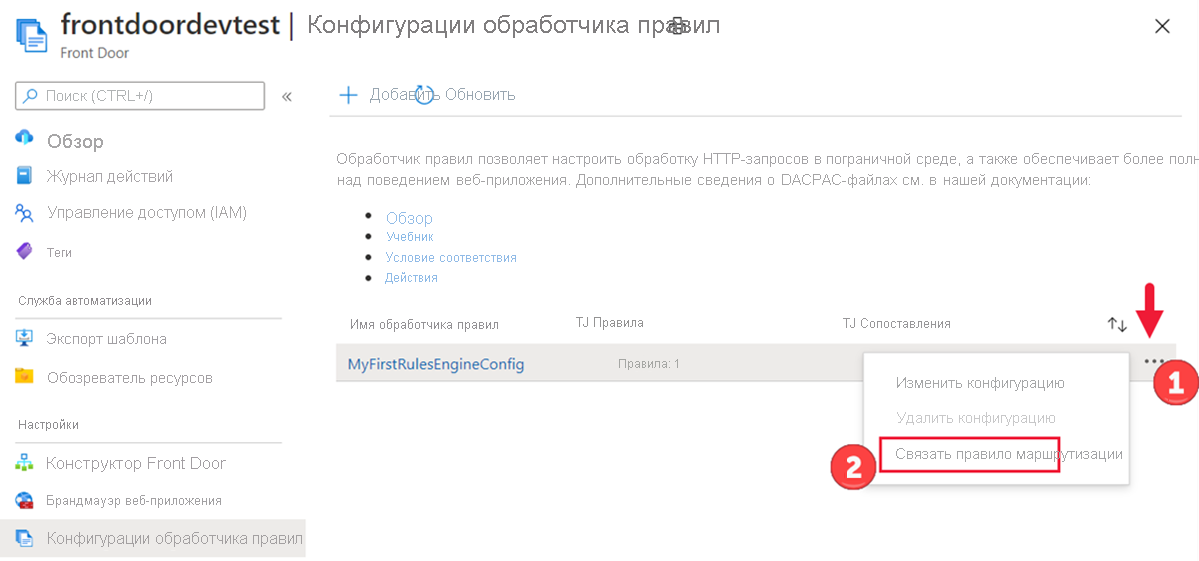 frontdoordevtest | Конфигурации обработчика правил
Front Door
Поиск (CTRL+/)
«
Добавить Обновить
Обзор
Журнал действий
Управление доступом (IAM)
Теги
Служба автоматизации
Экспорт шаблона
Обозреватель ресурсов
Настройки
Конструктор Front Door
Брандмауэр веб-приложения
Конфигурации обработчика правил
Обработчик правил позволяет настроить обработку HTTP-запросов в пограничной среде, а также обеспечивает более полн
над поведением веб-приложения. Дополнительные сведения о DACPAC-файлах см. в нашей документации:
• Обзор
• Учебник
• Условие соответствия
• Действия
Имя обработчика правил TJ Правила TJ Сопоставления
MyFirstRulesEngineConfig Правила: 1
1
Изменить конфигурацию
Удалить конфигурацию
2 Связать правило маршрутизации